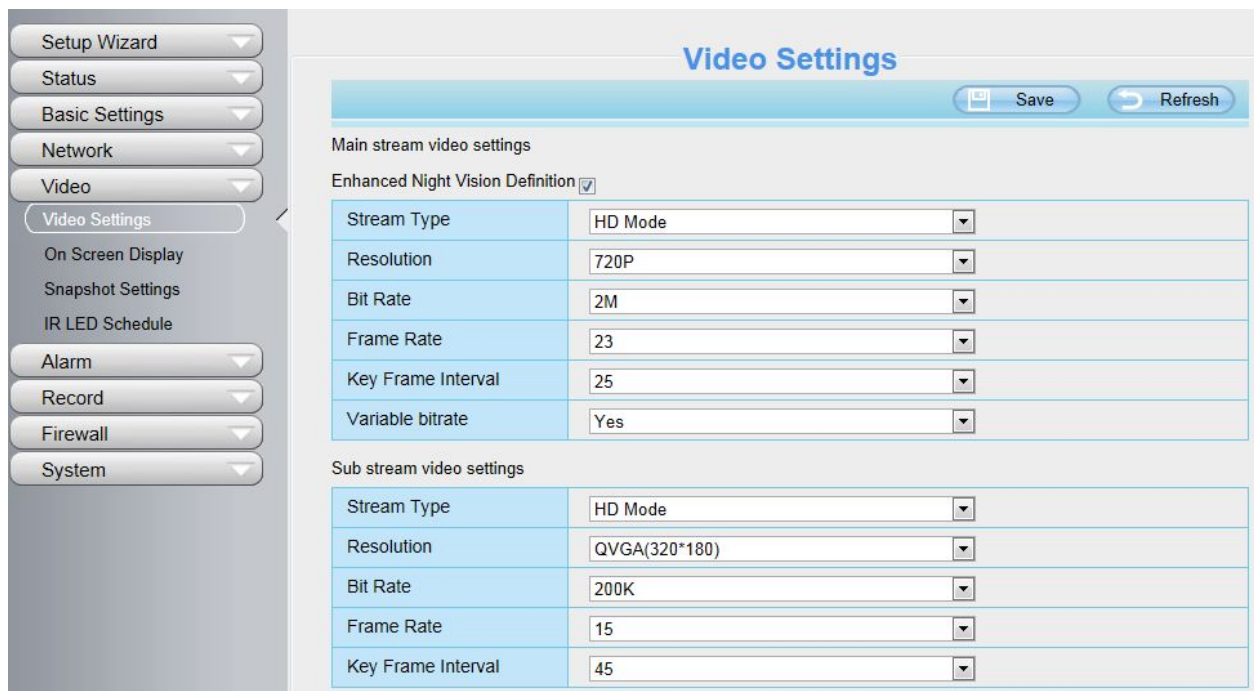 Setup Wizard
Status
Basic Settings
Network
Video
Video Settings
On Screen Display
Snapshot Settings
IR LED Schedule
Alarm
Record
Firewall
System
Video Settings
Save Refresh
Main stream video settings
Enhanced Night Vision Definition
Stream Type HD Mode
Resolution 720P
Bit Rate 2M
Frame Rate 23
Key Frame Interval 25
Variable bitrate Yes
Sub stream video settings
Stream Type HD Mode
Resolution QVGA(320*180)
Bit Rate 200K
Frame Rate 15
Key Frame Interval 45